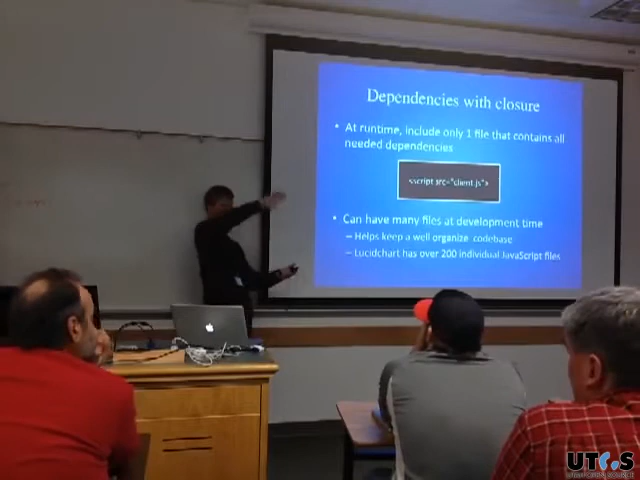 Dependencies with closure
• At runtime, include only 1 file that contains all
needed dependencies
<script src="client.js">
• Can have many files at development time
– Helps keep a well organize codebase
– Lucidchart has over 200 individual JavaScript files
UTOS